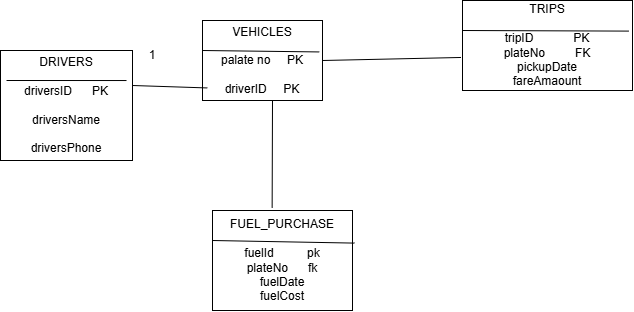 DRIVERS
driversID PK
driversName
driversPhone
1
VEHICLES
palate no PK
driverID PK
TRIPS
tripID PK
plateNo FK
pickupDate
fareAmaount
FUEL_PURCHASE
fuelId pk
plateNo fk
fuelDate
fuelCost